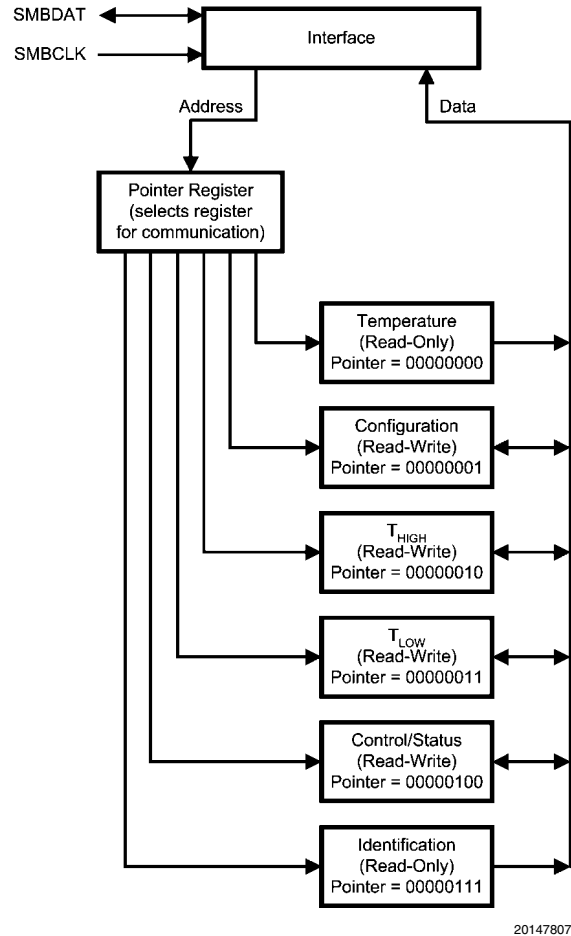 SMBDAT
SMBCLK
Interface
Address
Data
Pointer Register
(selects register
for communication)
Temperature
(Read-Only)
Pointer = 00000000
Configuration
(Read-Write)
Pointer = 00000001
THIGH
(Read-Write)
Pointer = 00000010
TLOW
(Read-Write)
Pointer = 00000011
Control/Status
(Read-Write)
Pointer = 00000100
Identification
(Read-Only)
Pointer = 00000111
20147807